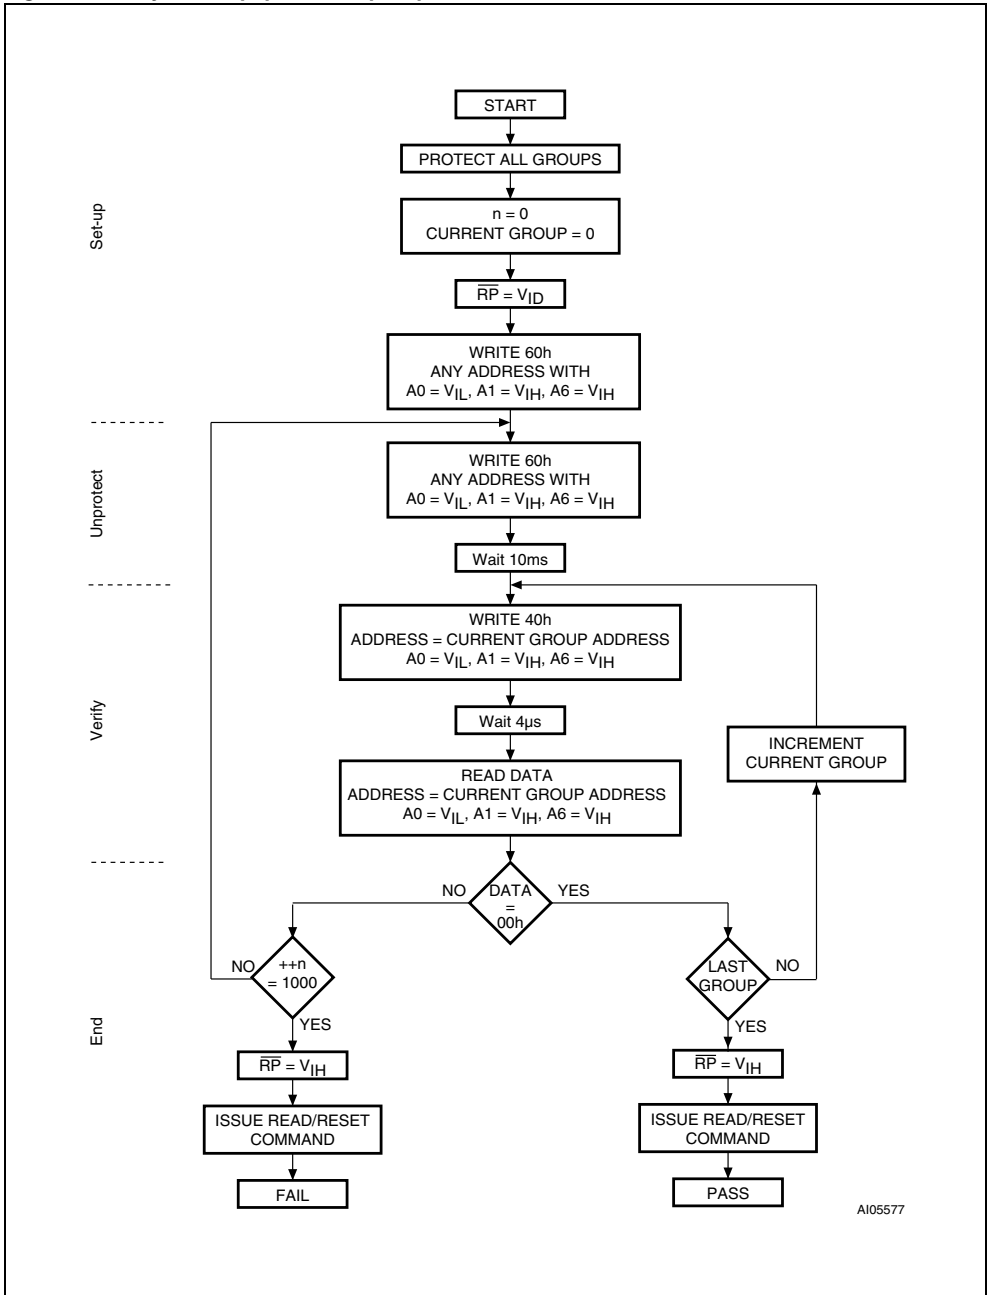 START
PROTECT ALL GROUPS
n = 0
CURRENT GROUP = 0
Set-up
RP = VID
WRITE 60h
ANY ADDRESS WITH
A0 = VIL, A1 = VIH, A6 = VIH
WRITE 60h
ANY ADDRESS WITH
A0 = VIL, A1 = VIH, A6 = VIH
Unprotect
Wait 10ms
WRITE 40h
ADDRESS = CURRENT GROUP ADDRESS
A0 = VIL, A1 = VIH, A6 = VIH
Verify
Wait 4µs
INCREMENT
CURRENT GROUP
READ DATA
ADDRESS = CURRENT GROUP ADDRESS
A0 = VIL, A1 = VIH, A6 = VIH
NO
DATA
=
00h
YES
NO
++n
= 1000
LAST
GROUP
NO
YES
YES
End
RP = VIH
RP = VIH
ISSUE READ/RESET
COMMAND
ISSUE READ/RESET
COMMAND
FAIL
PASS
AI05577